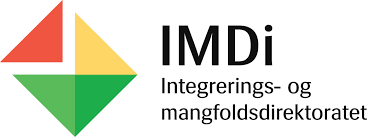 IMDi
Integrerings- og
mangfoldsdirektoratet